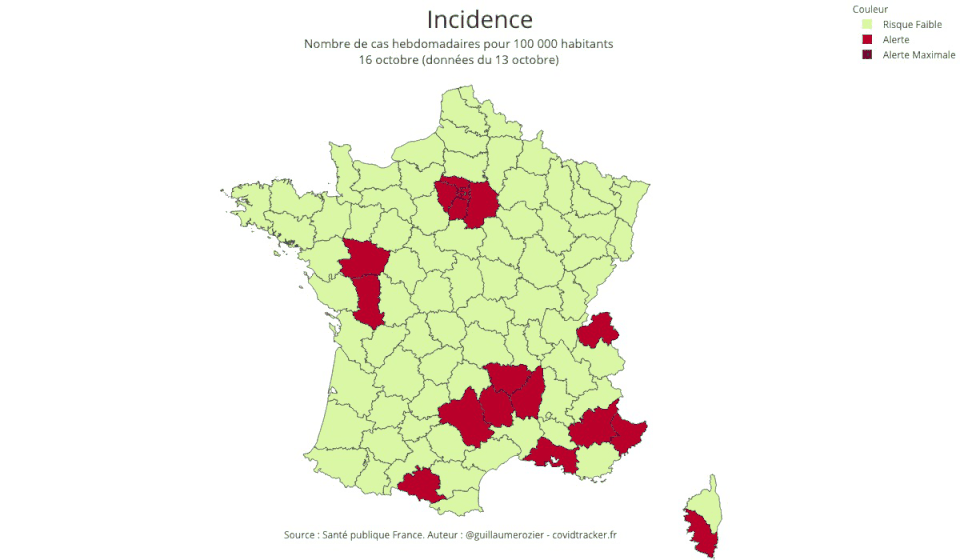 Incidence
Nombre de cas hebdomadaires pour 100 000 habitants
16 octobre (données du 13 octobre)
Couleur
Risque Faible
Alerte
Alerte Maximale
Source : Santé publique France. Auteur : @guillaumerozier - covidtracker.fr